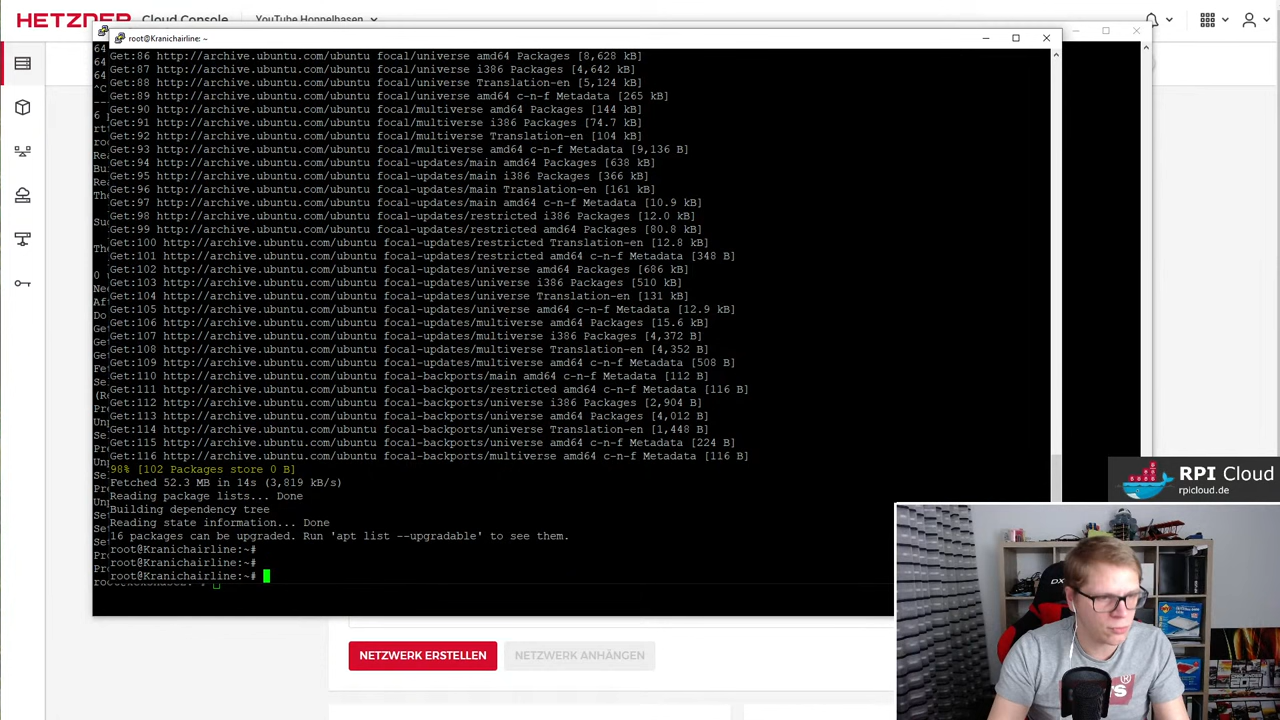 HETZNER Cloud Console YouTube Hoppelhasen
root@Kranichairline: ~
Get:86 http://archive.ubuntu.com/ubuntu focal/universe amd64 Packages [8,628 kB]
Get:87 http://archive.ubuntu.com/ubuntu focal/universe i386 Packages [4,642 kB]
Get:88 http://archive.ubuntu.com/ubuntu focal/universe Translation-en [5,124 kB]
Get:89 http://archive.ubuntu.com/ubuntu focal/universe amd64 c-n-f Metadata [265 kB]
Get:90 http://archive.ubuntu.com/ubuntu focal/multiverse amd64 Packages [144 kB]
Get:91 http://archive.ubuntu.com/ubuntu focal/multiverse i386 Packages [74.7 kB]
Get:92 http://archive.ubuntu.com/ubuntu focal/multiverse Translation-en [104 kB]
Get:93 http://archive.ubuntu.com/ubuntu focal/multiverse amd64 c-n-f Metadata [9,136 B]
Get:94 http://archive.ubuntu.com/ubuntu focal-updates/main amd64 Packages [638 kB]
Get:95 http://archive.ubuntu.com/ubuntu focal-updates/main i386 Packages [366 kB]
Get:96 http://archive.ubuntu.com/ubuntu focal-updates/main Translation-en [161 kB]
Get:97 http://archive.ubuntu.com/ubuntu focal-updates/main amd64 c-n-f Metadata [10.9 kB]
Get:98 http://archive.ubuntu.com/ubuntu focal-updates/restricted i386 Packages [12.0 kB]
Get:99 http://archive.ubuntu.com/ubuntu focal-updates/restricted amd64 Packages [80.8 kB]
Get:100 http://archive.ubuntu.com/ubuntu focal-updates/restricted Translation-en [12.8 kB]
Get:101 http://archive.ubuntu.com/ubuntu focal-updates/restricted amd64 c-n-f Metadata [348 B]
Get:102 http://archive.ubuntu.com/ubuntu focal-updates/universe amd64 Packages [686 kB]
Get:103 http://archive.ubuntu.com/ubuntu focal-updates/universe i386 Packages [510 kB]
Get:104 http://archive.ubuntu.com/ubuntu focal-updates/universe Translation-en [131 kB]
Get:105 http://archive.ubuntu.com/ubuntu focal-updates/universe amd64 c-n-f Metadata [12.9 kB]
Get:106 http://archive.ubuntu.com/ubuntu focal-updates/multiverse amd64 Packages [15.6 kB]
Get:107 http://archive.ubuntu.com/ubuntu focal-updates/multiverse i386 Packages [4,372 B]
Get:108 http://archive.ubuntu.com/ubuntu focal-updates/multiverse Translation-en [4,352 B]
Get:109 http://archive.ubuntu.com/ubuntu focal-updates/multiverse amd64 c-n-f Metadata [508 B]
Get:110 http://archive.ubuntu.com/ubuntu focal-backports/main amd64 c-n-f Metadata [112 B]
Get:111 http://archive.ubuntu.com/ubuntu focal-backports/restricted amd64 c-n-f Metadata [116 B]
Get:112 http://archive.ubuntu.com/ubuntu focal-backports/universe i386 Packages [2,904 B]
Get:113 http://archive.ubuntu.com/ubuntu focal-backports/universe amd64 Packages [4,012 B]
Get:114 http://archive.ubuntu.com/ubuntu focal-backports/universe Translation-en [1,448 B]
Get:115 http://archive.ubuntu.com/ubuntu focal-backports/universe amd64 c-n-f Metadata [224 B]
Get:116 http://archive.ubuntu.com/ubuntu focal-backports/multiverse amd64 c-n-f Metadata [116 B]
98% [102 Packages store 0 B]
Fetched 52.3 MB in 14s (3,819 kB/s)
Reading package lists... Done
Building dependency tree
Reading state information... Done
16 packages can be upgraded. Run 'apt list --upgradable' to see them.
root@Kranichairline:~#
root@Kranichairline:~#
root@Kranichairline:~#
RPI Cloud
rpicloud.de
NETZWERK ERSTELLEN
NETZWERK ANHÄNGEN